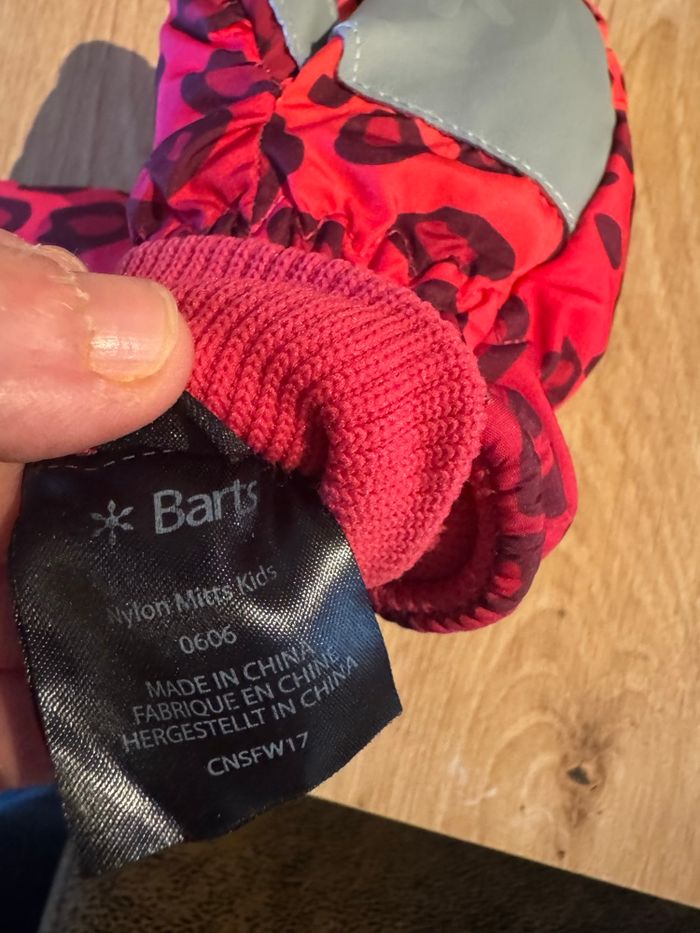 Barts
Nylon Mitts Kids
0606
MADE IN CHINA
FABRIQUE EN CHINE
HERGESTELLT IN CHINA
CNSFW17